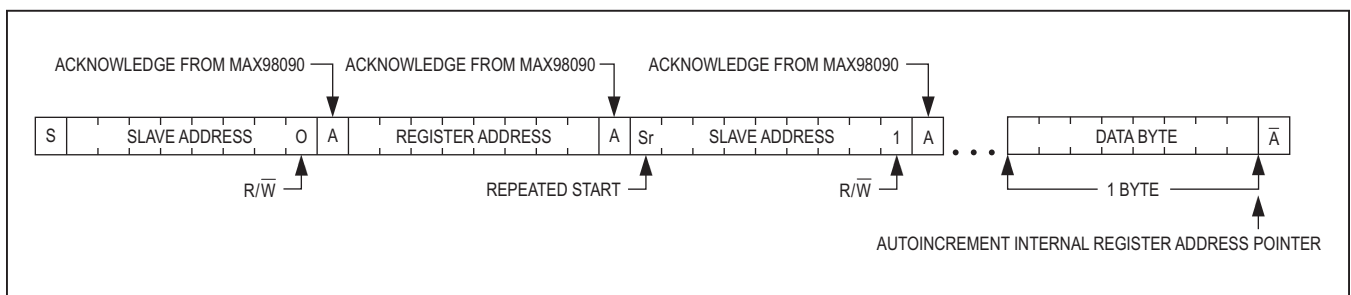 ACKNOWLEDGE FROM MAX98090 ACKNOWLEDGE FROM MAX98090 ACKNOWLEDGE FROM MAX98090
S SLAVE ADDRESS O A REGISTER ADDRESS A Sr SLAVE ADDRESS 1 A ... DATA BYTE A̅
R/W̅ REPEATED START R/W̅ 1 BYTE
AUTOINCREMENT INTERNAL REGISTER ADDRESS POINTER